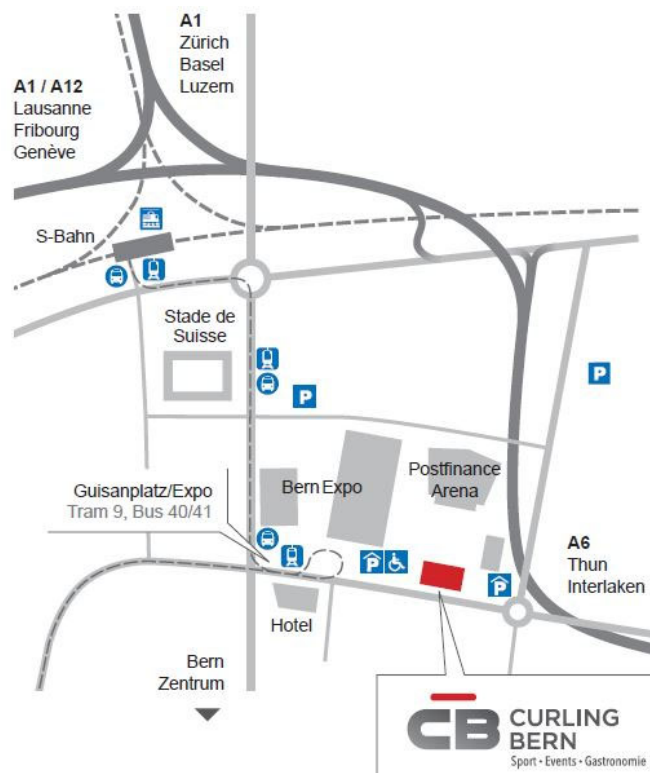 A1
Zürich
Basel
Luzern
A1 / A12
Lausanne
Fribourg
Genève
S-Bahn
Stade de
Suisse
P
P
Guisanplatz/Expo
Tram 9, Bus 40/41
Bern Expo
Postfinance
Arena
P
P
A6
Thun
Interlaken
Hotel
Bern
Zentrum
CB CURLING
BERN
Sport • Events • Gastronomie